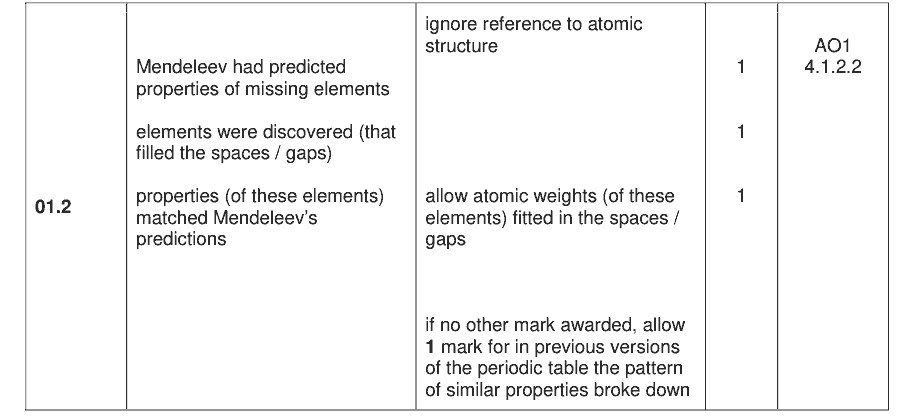 01.2
Mendeleev had predicted
properties of missing elements
elements were discovered (that
filled the spaces / gaps)
properties (of these elements)
matched Mendeleev's
predictions
ignore reference to atomic
structure
allow atomic weights (of these
elements) fitted in the spaces /
gaps
if no other mark awarded, allow
1 mark for in previous versions
of the periodic table the pattern
of similar properties broke down
1
1
1
AO1
4.1.2.2